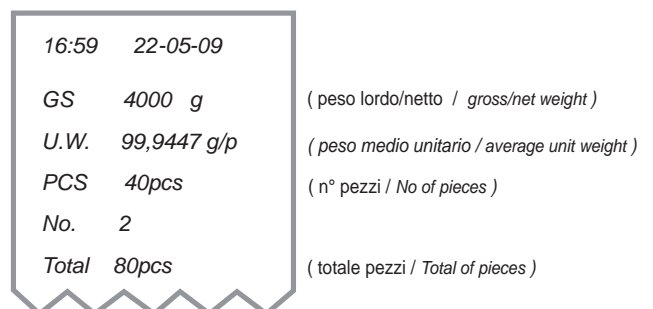 16:59 22-05-09
GS 4000 g ( peso lordo/netto / gross/net weight )
U.W. 99,9447 g/p ( peso medio unitario / average unit weight )
PCS 40pcs ( n° pezzi / No of pieces )
No. 2
Total 80pcs ( totale pezzi / Total of pieces )